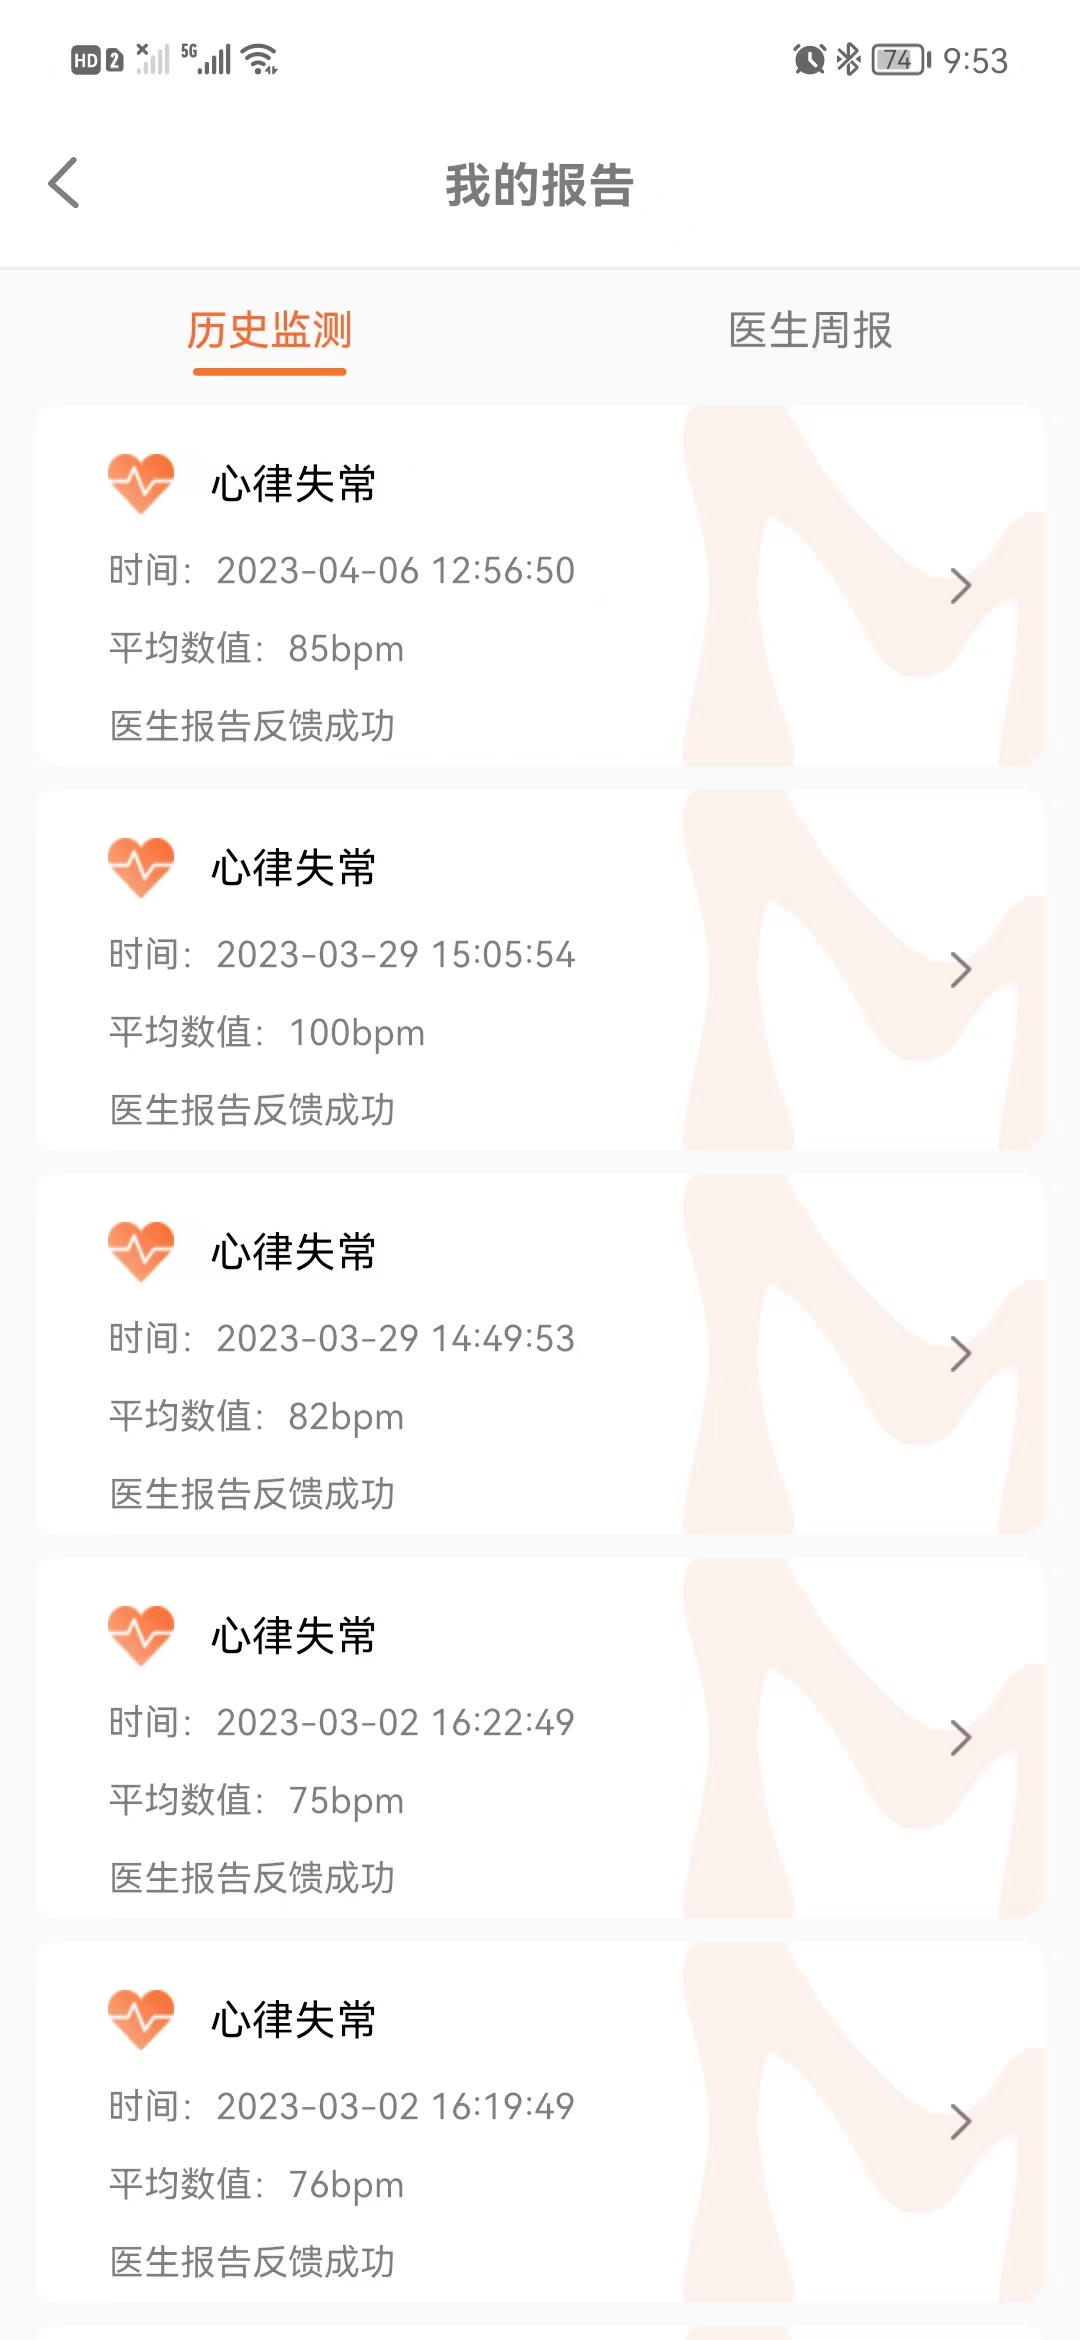 HD 2 5G 74 9:53
我的报告
历史监测 医生周报
心律失常
时间：2023-04-06 12:56:50
平均数值：85bpm
医生报告反馈成功
心律失常
时间：2023-03-29 15:05:54
平均数值：100bpm
医生报告反馈成功
心律失常
时间：2023-03-29 14:49:53
平均数值：82bpm
医生报告反馈成功
心律失常
时间：2023-03-02 16:22:49
平均数值：75bpm
医生报告反馈成功
心律失常
时间：2023-03-02 16:19:49
平均数值：76bpm
医生报告反馈成功